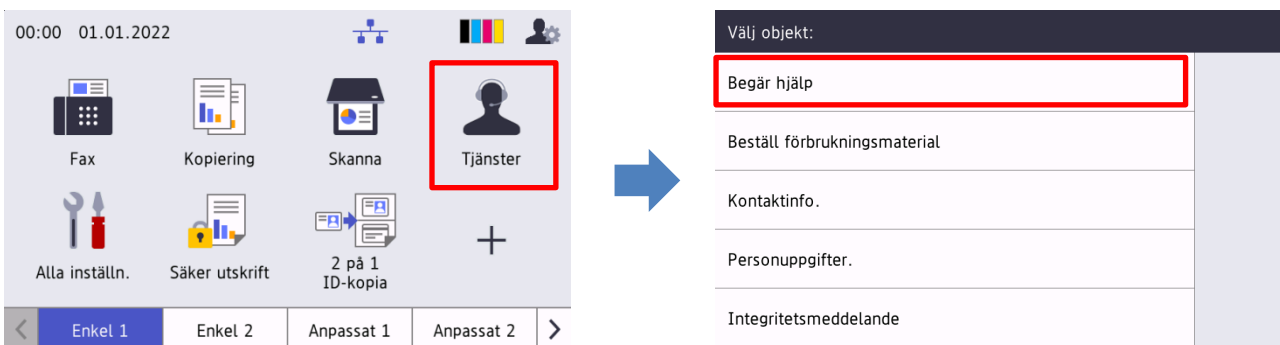 00:00 01.01.2022
Fax
Kopiering
Skanna
Tjänster
Alla inställn.
Säker utskrift
2 på 1
ID-kopia
Enkel 1
Enkel 2
Anpassat 1
Anpassat 2
Välj objekt:
Begär hjälp
Beställ förbrukningsmaterial
Kontaktinfo.
Personuppgifter.
Integritetsmeddelande